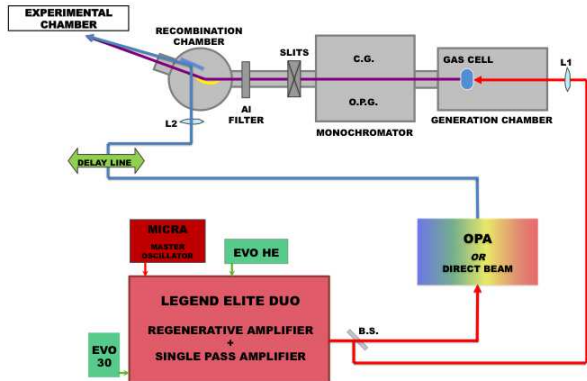 EXPERIMENTAL
CHAMBER
RECOMBINATION
CHAMBER
SLITS
C.G.
O.P.G.
MONOCHROMATOR
GAS CELL
GENERATION CHAMBER
L1
Al
FILTER
L2
DELAY LINE
MICRA
MASTER
OSCILLATOR
EVO HE
OPA
OR
DIRECT BEAM
LEGEND ELITE DUO
REGENERATIVE AMPLIFIER
+
SINGLE PASS AMPLIFIER
EVO
30
B.S.